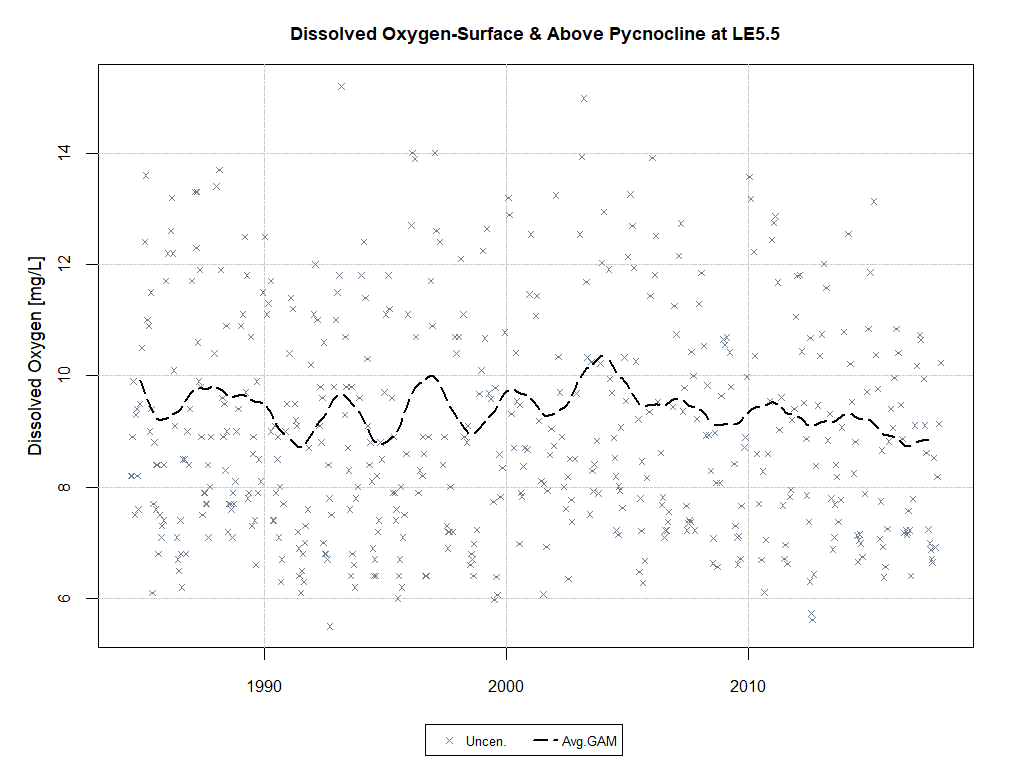 Dissolved Oxygen-Surface & Above Pycnocline at LE5.5
Dissolved Oxygen [mg/L]
14
12
10
8
6
1990 2000 2010
Uncen. Avg.GAM